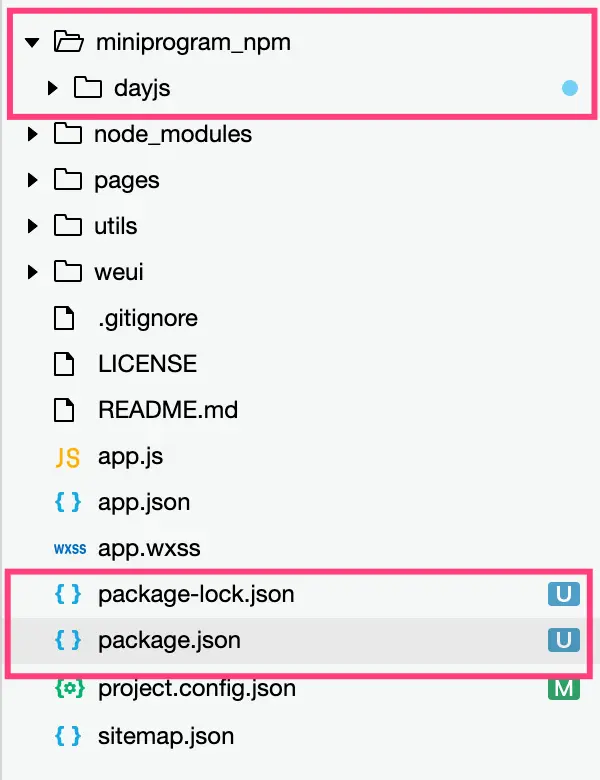 miniprogram_npm
dayjs
node_modules
pages
utils
weui
.gitignore
LICENSE
README.md
JS app.js
{ } app.json
wxss app.wxss
{ } package-lock.json U
{ } package.json U
project.config.json M
{ } sitemap.json